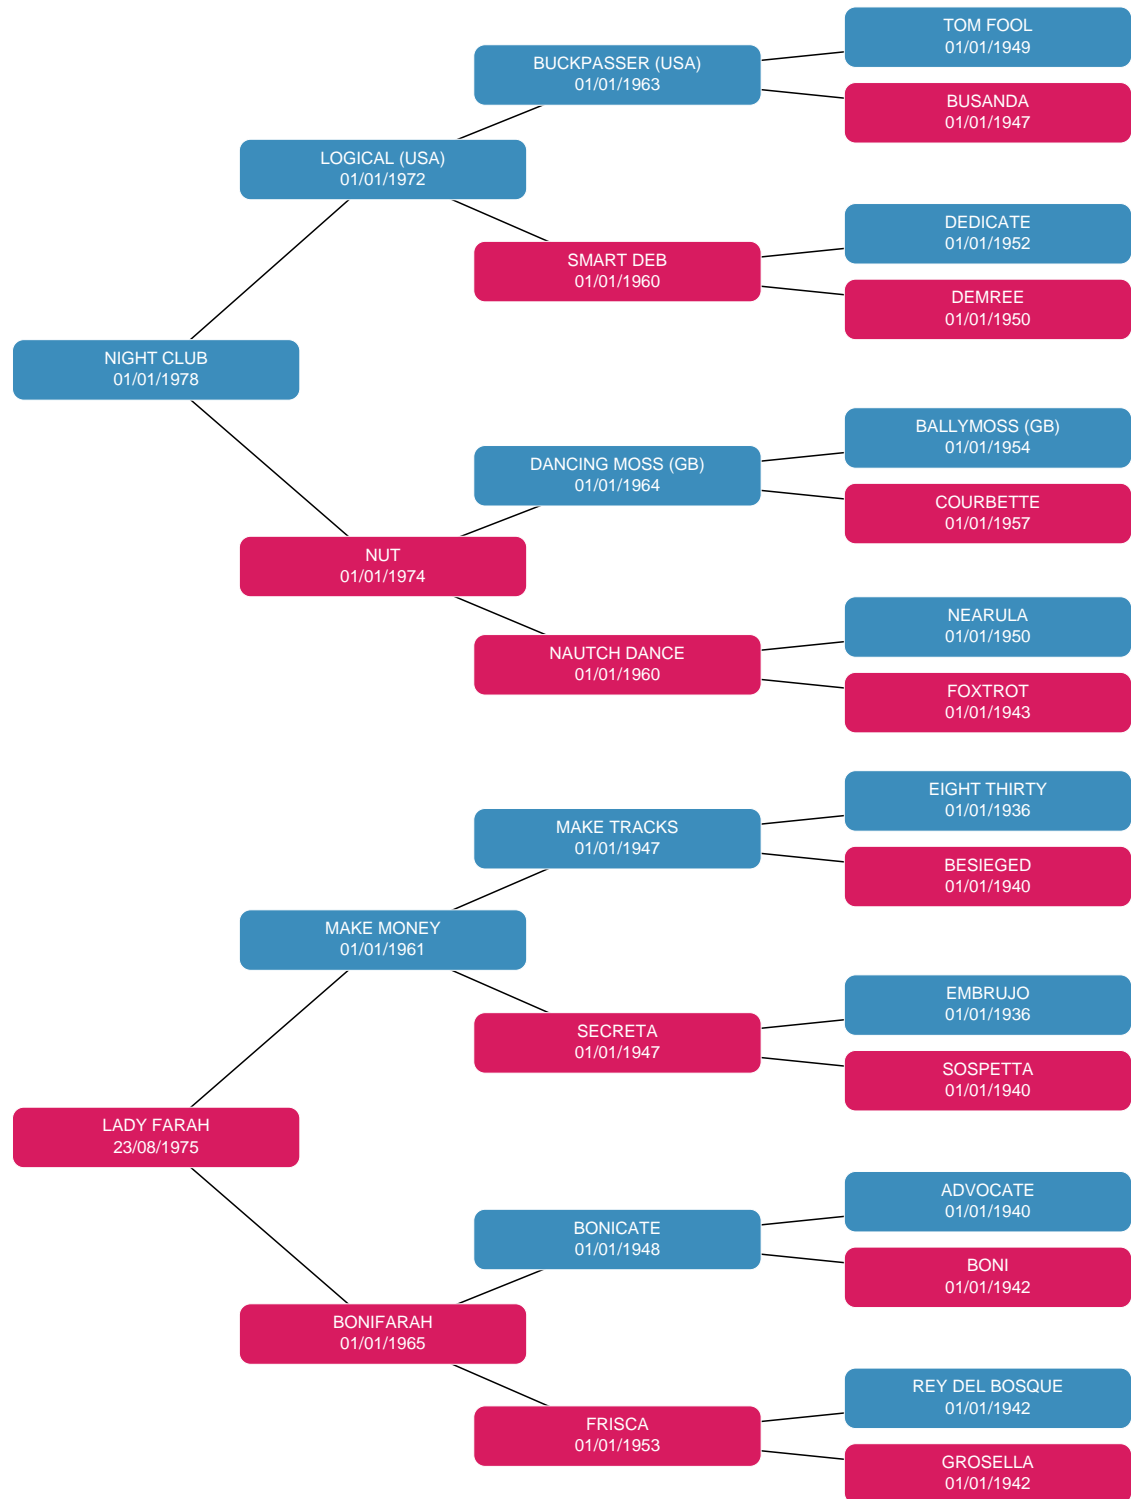 TOM FOOL
01/01/1949
BUCKPASSER (USA)
01/01/1963
BUSANDA
01/01/1947
LOGICAL (USA)
01/01/1972
DEDICATE
01/01/1952
SMART DEB
01/01/1960
DEMREE
01/01/1950
NIGHT CLUB
01/01/1978
BALLYMOSS (GB)
01/01/1954
DANCING MOSS (GB)
01/01/1964
COURBETTE
01/01/1957
NUT
01/01/1974
NEARULA
01/01/1950
NAUTCH DANCE
01/01/1960
FOXTROT
01/01/1943
EIGHT THIRTY
01/01/1936
MAKE TRACKS
01/01/1947
BESIEGED
01/01/1940
MAKE MONEY
01/01/1961
EMBRUJO
01/01/1936
SECRETA
01/01/1947
SOSPETTA
01/01/1940
LADY FARAH
23/08/1975
ADVOCATE
01/01/1940
BONICATE
01/01/1948
BONI
01/01/1942
BONIFARAH
01/01/1965
REY DEL BOSQUE
01/01/1942
FRISCA
01/01/1953
GROSELLA
01/01/1942